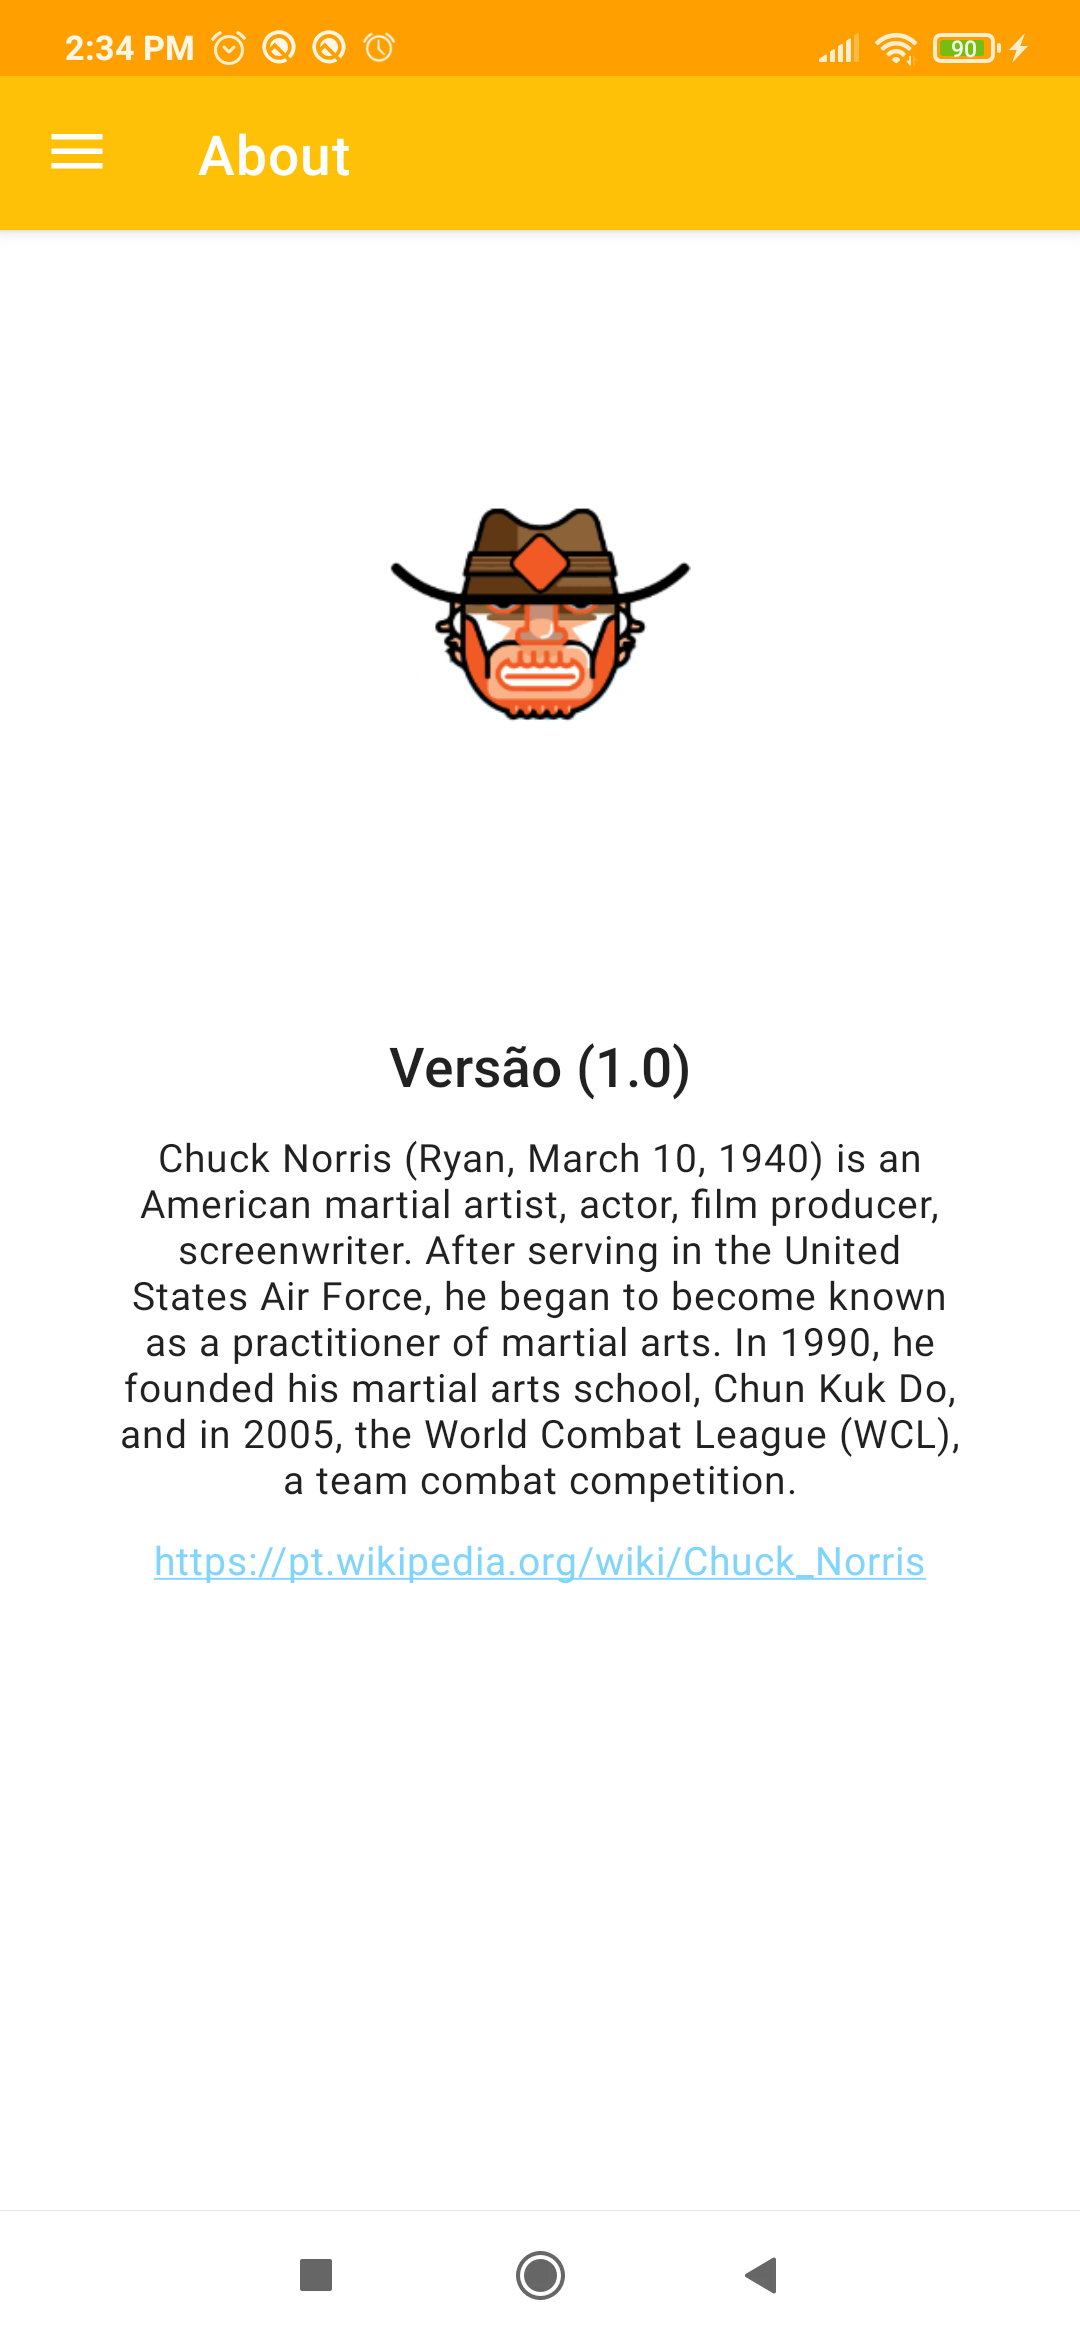 2:34 PM
90
About
Versão (1.0)
Chuck Norris (Ryan, March 10, 1940) is an
American martial artist, actor, film producer,
screenwriter. After serving in the United
States Air Force, he began to become known
as a practitioner of martial arts. In 1990, he
founded his martial arts school, Chun Kuk Do,
and in 2005, the World Combat League (WCL),
a team combat competition.
https://pt.wikipedia.org/wiki/Chuck_Norris